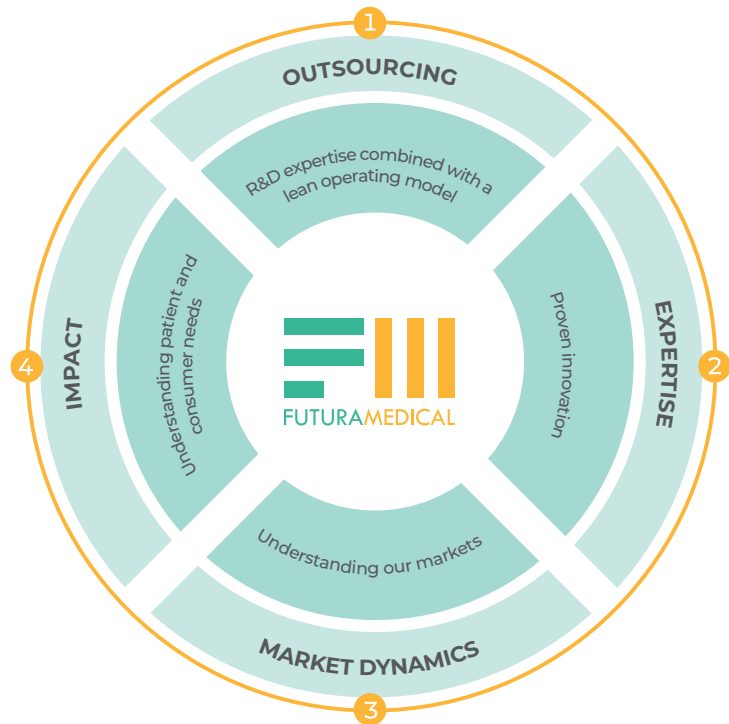 1
OUTSOURCING
R&D expertise combined with a
lean operating model
2
EXPERTISE
Proven innovation
3
MARKET DYNAMICS
Understanding our markets
4
IMPACT
Understanding patient and
consumer needs
FUTURAMEDICAL